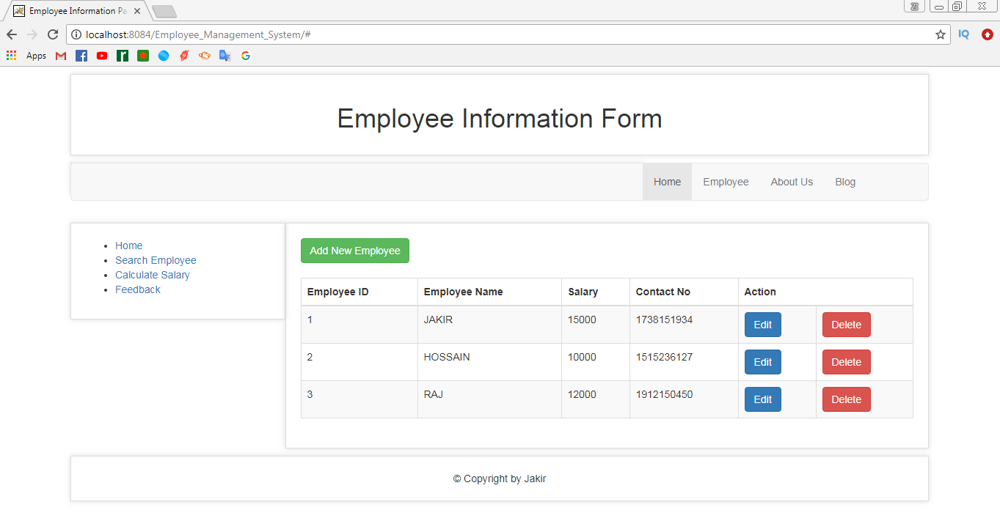 Employee Information Pa
localhost:8084/Employee_Management_System/#
IQ
Apps
Employee Information Form
Home Employee About Us Blog
Home
Search Employee
Calculate Salary
Feedback
Add New Employee
Employee ID Employee Name Salary Contact No Action
1 JAKIR 15000 1738151934 Edit Delete
2 HOSSAIN 10000 1515236127 Edit Delete
3 RAJ 12000 1912150450 Edit Delete
© Copyright by Jakir